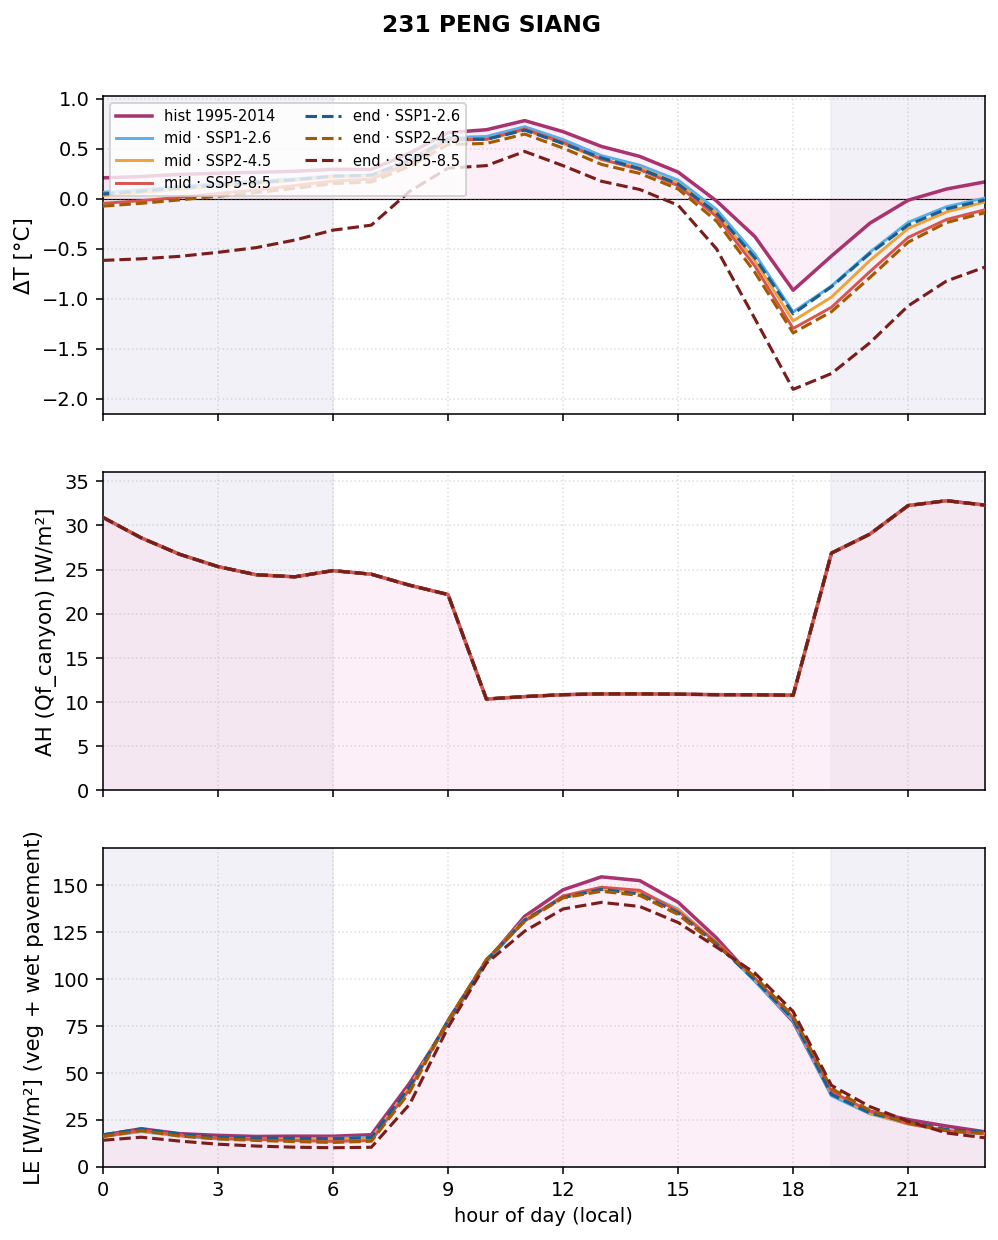 231 PENG SIANG
hist 1995-2014
mid · SSP1-2.6
mid · SSP2-4.5
mid · SSP5-8.5
end · SSP1-2.6
end · SSP2-4.5
end · SSP5-8.5
ΔT [°C]
1.0
0.5
0.0
−0.5
−1.0
−1.5
−2.0
AH (Qf_canyon) [W/m²]
35
30
25
20
15
10
5
0
LE [W/m²] (veg + wet pavement)
150
125
100
75
50
25
0
0 3 6 9 12 15 18 21
hour of day (local)